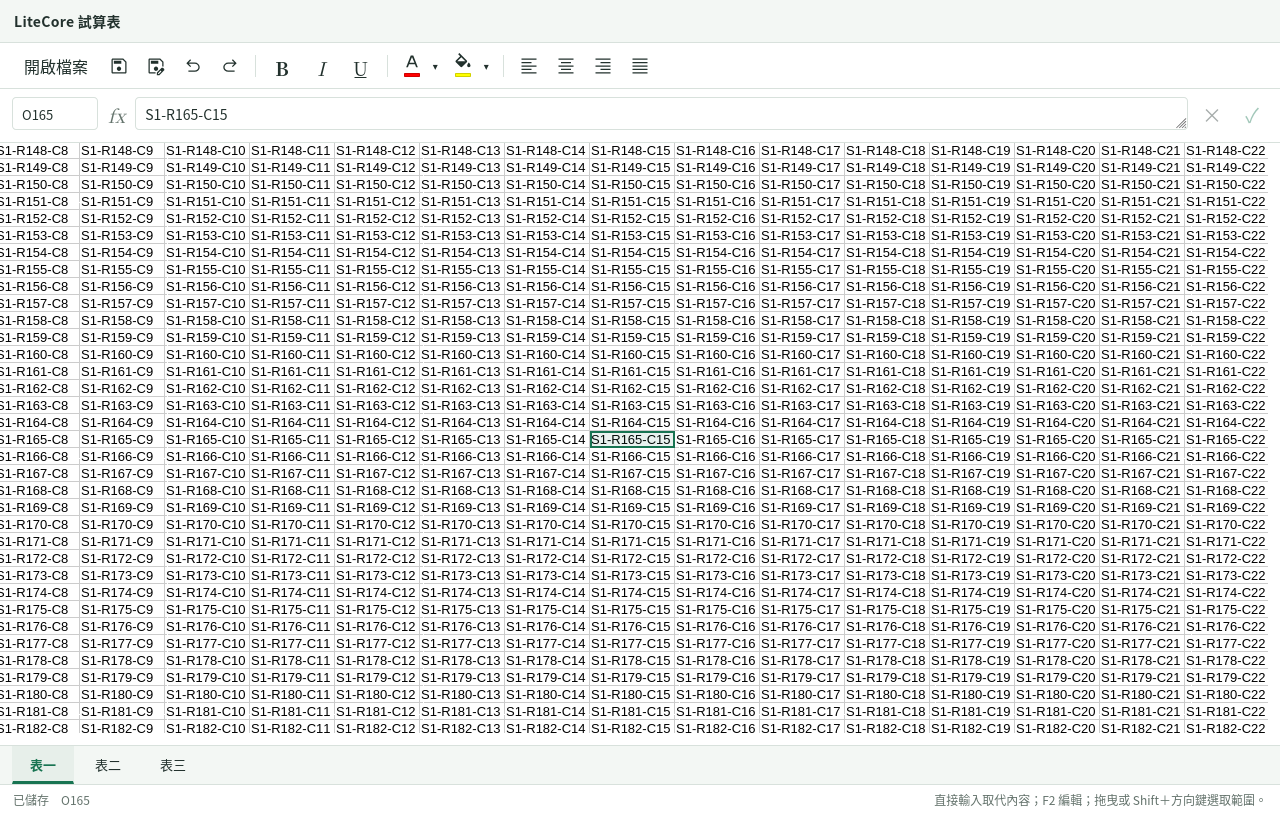 LiteCore 試算表
開啟檔案 B I U A
O165 fx S1-R165-C15
S1-R148-C8 S1-R148-C9 S1-R148-C10 S1-R148-C11 S1-R148-C12 S1-R148-C13 S1-R148-C14 S1-R148-C15 S1-R148-C16 S1-R148-C17 S1-R148-C18 S1-R148-C19 S1-R148-C20 S1-R148-C21 S1-R148-C22
S1-R149-C8 S1-R149-C9 S1-R149-C10 S1-R149-C11 S1-R149-C12 S1-R149-C13 S1-R149-C14 S1-R149-C15 S1-R149-C16 S1-R149-C17 S1-R149-C18 S1-R149-C19 S1-R149-C20 S1-R149-C21 S1-R149-C22
S1-R150-C8 S1-R150-C9 S1-R150-C10 S1-R150-C11 S1-R150-C12 S1-R150-C13 S1-R150-C14 S1-R150-C15 S1-R150-C16 S1-R150-C17 S1-R150-C18 S1-R150-C19 S1-R150-C20 S1-R150-C21 S1-R150-C22
S1-R151-C8 S1-R151-C9 S1-R151-C10 S1-R151-C11 S1-R151-C12 S1-R151-C13 S1-R151-C14 S1-R151-C15 S1-R151-C16 S1-R151-C17 S1-R151-C18 S1-R151-C19 S1-R151-C20 S1-R151-C21 S1-R151-C22
S1-R152-C8 S1-R152-C9 S1-R152-C10 S1-R152-C11 S1-R152-C12 S1-R152-C13 S1-R152-C14 S1-R152-C15 S1-R152-C16 S1-R152-C17 S1-R152-C18 S1-R152-C19 S1-R152-C20 S1-R152-C21 S1-R152-C22
S1-R153-C8 S1-R153-C9 S1-R153-C10 S1-R153-C11 S1-R153-C12 S1-R153-C13 S1-R153-C14 S1-R153-C15 S1-R153-C16 S1-R153-C17 S1-R153-C18 S1-R153-C19 S1-R153-C20 S1-R153-C21 S1-R153-C22
S1-R154-C8 S1-R154-C9 S1-R154-C10 S1-R154-C11 S1-R154-C12 S1-R154-C13 S1-R154-C14 S1-R154-C15 S1-R154-C16 S1-R154-C17 S1-R154-C18 S1-R154-C19 S1-R154-C20 S1-R154-C21 S1-R154-C22
S1-R155-C8 S1-R155-C9 S1-R155-C10 S1-R155-C11 S1-R155-C12 S1-R155-C13 S1-R155-C14 S1-R155-C15 S1-R155-C16 S1-R155-C17 S1-R155-C18 S1-R155-C19 S1-R155-C20 S1-R155-C21 S1-R155-C22
S1-R156-C8 S1-R156-C9 S1-R156-C10 S1-R156-C11 S1-R156-C12 S1-R156-C13 S1-R156-C14 S1-R156-C15 S1-R156-C16 S1-R156-C17 S1-R156-C18 S1-R156-C19 S1-R156-C20 S1-R156-C21 S1-R156-C22
S1-R157-C8 S1-R157-C9 S1-R157-C10 S1-R157-C11 S1-R157-C12 S1-R157-C13 S1-R157-C14 S1-R157-C15 S1-R157-C16 S1-R157-C17 S1-R157-C18 S1-R157-C19 S1-R157-C20 S1-R157-C21 S1-R157-C22
S1-R158-C8 S1-R158-C9 S1-R158-C10 S1-R158-C11 S1-R158-C12 S1-R158-C13 S1-R158-C14 S1-R158-C15 S1-R158-C16 S1-R158-C17 S1-R158-C18 S1-R158-C19 S1-R158-C20 S1-R158-C21 S1-R158-C22
S1-R159-C8 S1-R159-C9 S1-R159-C10 S1-R159-C11 S1-R159-C12 S1-R159-C13 S1-R159-C14 S1-R159-C15 S1-R159-C16 S1-R159-C17 S1-R159-C18 S1-R159-C19 S1-R159-C20 S1-R159-C21 S1-R159-C22
S1-R160-C8 S1-R160-C9 S1-R160-C10 S1-R160-C11 S1-R160-C12 S1-R160-C13 S1-R160-C14 S1-R160-C15 S1-R160-C16 S1-R160-C17 S1-R160-C18 S1-R160-C19 S1-R160-C20 S1-R160-C21 S1-R160-C22
S1-R161-C8 S1-R161-C9 S1-R161-C10 S1-R161-C11 S1-R161-C12 S1-R161-C13 S1-R161-C14 S1-R161-C15 S1-R161-C16 S1-R161-C17 S1-R161-C18 S1-R161-C19 S1-R161-C20 S1-R161-C21 S1-R161-C22
S1-R162-C8 S1-R162-C9 S1-R162-C10 S1-R162-C11 S1-R162-C12 S1-R162-C13 S1-R162-C14 S1-R162-C15 S1-R162-C16 S1-R162-C17 S1-R162-C18 S1-R162-C19 S1-R162-C20 S1-R162-C21 S1-R162-C22
S1-R163-C8 S1-R163-C9 S1-R163-C10 S1-R163-C11 S1-R163-C12 S1-R163-C13 S1-R163-C14 S1-R163-C15 S1-R163-C16 S1-R163-C17 S1-R163-C18 S1-R163-C19 S1-R163-C20 S1-R163-C21 S1-R163-C22
S1-R164-C8 S1-R164-C9 S1-R164-C10 S1-R164-C11 S1-R164-C12 S1-R164-C13 S1-R164-C14 S1-R164-C15 S1-R164-C16 S1-R164-C17 S1-R164-C18 S1-R164-C19 S1-R164-C20 S1-R164-C21 S1-R164-C22
S1-R165-C8 S1-R165-C9 S1-R165-C10 S1-R165-C11 S1-R165-C12 S1-R165-C13 S1-R165-C14 S1-R165-C15 S1-R165-C16 S1-R165-C17 S1-R165-C18 S1-R165-C19 S1-R165-C20 S1-R165-C21 S1-R165-C22
S1-R166-C8 S1-R166-C9 S1-R166-C10 S1-R166-C11 S1-R166-C12 S1-R166-C13 S1-R166-C14 S1-R166-C15 S1-R166-C16 S1-R166-C17 S1-R166-C18 S1-R166-C19 S1-R166-C20 S1-R166-C21 S1-R166-C22
S1-R167-C8 S1-R167-C9 S1-R167-C10 S1-R167-C11 S1-R167-C12 S1-R167-C13 S1-R167-C14 S1-R167-C15 S1-R167-C16 S1-R167-C17 S1-R167-C18 S1-R167-C19 S1-R167-C20 S1-R167-C21 S1-R167-C22
S1-R168-C8 S1-R168-C9 S1-R168-C10 S1-R168-C11 S1-R168-C12 S1-R168-C13 S1-R168-C14 S1-R168-C15 S1-R168-C16 S1-R168-C17 S1-R168-C18 S1-R168-C19 S1-R168-C20 S1-R168-C21 S1-R168-C22
S1-R169-C8 S1-R169-C9 S1-R169-C10 S1-R169-C11 S1-R169-C12 S1-R169-C13 S1-R169-C14 S1-R169-C15 S1-R169-C16 S1-R169-C17 S1-R169-C18 S1-R169-C19 S1-R169-C20 S1-R169-C21 S1-R169-C22
S1-R170-C8 S1-R170-C9 S1-R170-C10 S1-R170-C11 S1-R170-C12 S1-R170-C13 S1-R170-C14 S1-R170-C15 S1-R170-C16 S1-R170-C17 S1-R170-C18 S1-R170-C19 S1-R170-C20 S1-R170-C21 S1-R170-C22
S1-R171-C8 S1-R171-C9 S1-R171-C10 S1-R171-C11 S1-R171-C12 S1-R171-C13 S1-R171-C14 S1-R171-C15 S1-R171-C16 S1-R171-C17 S1-R171-C18 S1-R171-C19 S1-R171-C20 S1-R171-C21 S1-R171-C22
S1-R172-C8 S1-R172-C9 S1-R172-C10 S1-R172-C11 S1-R172-C12 S1-R172-C13 S1-R172-C14 S1-R172-C15 S1-R172-C16 S1-R172-C17 S1-R172-C18 S1-R172-C19 S1-R172-C20 S1-R172-C21 S1-R172-C22
S1-R173-C8 S1-R173-C9 S1-R173-C10 S1-R173-C11 S1-R173-C12 S1-R173-C13 S1-R173-C14 S1-R173-C15 S1-R173-C16 S1-R173-C17 S1-R173-C18 S1-R173-C19 S1-R173-C20 S1-R173-C21 S1-R173-C22
S1-R174-C8 S1-R174-C9 S1-R174-C10 S1-R174-C11 S1-R174-C12 S1-R174-C13 S1-R174-C14 S1-R174-C15 S1-R174-C16 S1-R174-C17 S1-R174-C18 S1-R174-C19 S1-R174-C20 S1-R174-C21 S1-R174-C22
S1-R175-C8 S1-R175-C9 S1-R175-C10 S1-R175-C11 S1-R175-C12 S1-R175-C13 S1-R175-C14 S1-R175-C15 S1-R175-C16 S1-R175-C17 S1-R175-C18 S1-R175-C19 S1-R175-C20 S1-R175-C21 S1-R175-C22
S1-R176-C8 S1-R176-C9 S1-R176-C10 S1-R176-C11 S1-R176-C12 S1-R176-C13 S1-R176-C14 S1-R176-C15 S1-R176-C16 S1-R176-C17 S1-R176-C18 S1-R176-C19 S1-R176-C20 S1-R176-C21 S1-R176-C22
S1-R177-C8 S1-R177-C9 S1-R177-C10 S1-R177-C11 S1-R177-C12 S1-R177-C13 S1-R177-C14 S1-R177-C15 S1-R177-C16 S1-R177-C17 S1-R177-C18 S1-R177-C19 S1-R177-C20 S1-R177-C21 S1-R177-C22
S1-R178-C8 S1-R178-C9 S1-R178-C10 S1-R178-C11 S1-R178-C12 S1-R178-C13 S1-R178-C14 S1-R178-C15 S1-R178-C16 S1-R178-C17 S1-R178-C18 S1-R178-C19 S1-R178-C20 S1-R178-C21 S1-R178-C22
S1-R179-C8 S1-R179-C9 S1-R179-C10 S1-R179-C11 S1-R179-C12 S1-R179-C13 S1-R179-C14 S1-R179-C15 S1-R179-C16 S1-R179-C17 S1-R179-C18 S1-R179-C19 S1-R179-C20 S1-R179-C21 S1-R179-C22
S1-R180-C8 S1-R180-C9 S1-R180-C10 S1-R180-C11 S1-R180-C12 S1-R180-C13 S1-R180-C14 S1-R180-C15 S1-R180-C16 S1-R180-C17 S1-R180-C18 S1-R180-C19 S1-R180-C20 S1-R180-C21 S1-R180-C22
S1-R181-C8 S1-R181-C9 S1-R181-C10 S1-R181-C11 S1-R181-C12 S1-R181-C13 S1-R181-C14 S1-R181-C15 S1-R181-C16 S1-R181-C17 S1-R181-C18 S1-R181-C19 S1-R181-C20 S1-R181-C21 S1-R181-C22
S1-R182-C8 S1-R182-C9 S1-R182-C10 S1-R182-C11 S1-R182-C12 S1-R182-C13 S1-R182-C14 S1-R182-C15 S1-R182-C16 S1-R182-C17 S1-R182-C18 S1-R182-C19 S1-R182-C20 S1-R182-C21 S1-R182-C22
表一 表二 表三
已儲存 O165 直接輸入取代內容；F2 編輯；拖曳或 Shift＋方向鍵選取範圍。